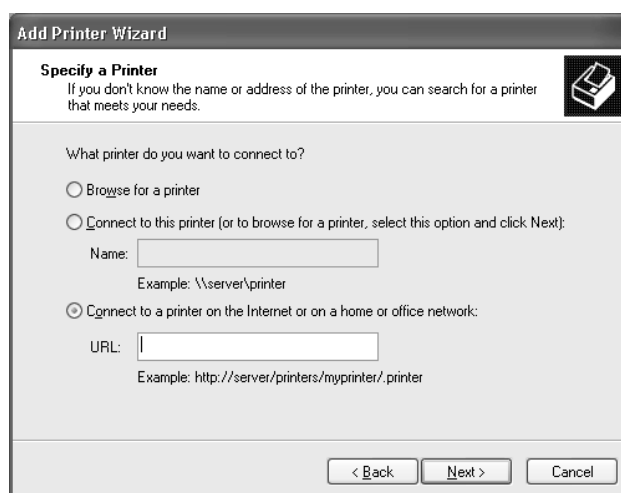 Add Printer Wizard
Specify a Printer
If you don't know the name or address of the printer, you can search for a printer
that meets your needs.
What printer do you want to connect to?
Browse for a printer
Connect to this printer (or to browse for a printer, select this option and click Next):
Name:
Example: \\server\printer
Connect to a printer on the Internet or on a home or office network:
URL:
Example: http://server/printers/myprinter/.printer
< Back Next > Cancel